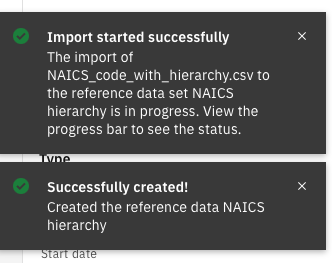 Import started successfully
The import of
NAICS_code_with_hierarchy.csv to
the reference data set NAICS
hierarchy is in progress. View the
progress bar to see the status.
Type
Successfully created!
Created the reference data NAICS
hierarchy
Start date